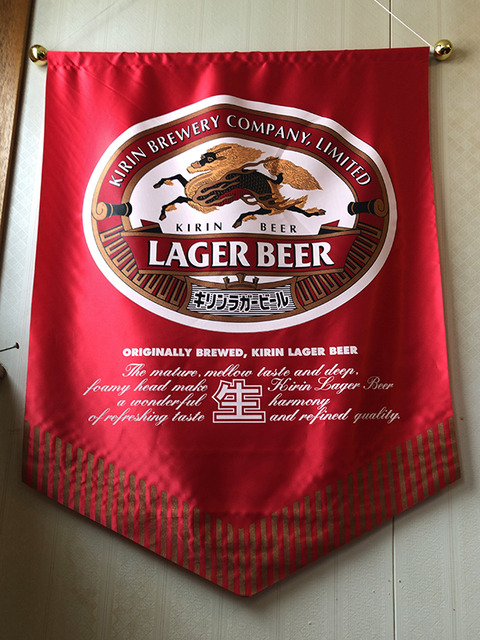 KIRIN BREWERY COMPANY, LIMITED
KIRIN BEER
LAGER BEER
キリンラガービール
ORIGINALLY BREWED, KIRIN LAGER BEER
The mature, mellow taste and deep,
foamy head make Kirin Lager Beer
a wonderful harmony
of refreshing taste and refined quality.
生